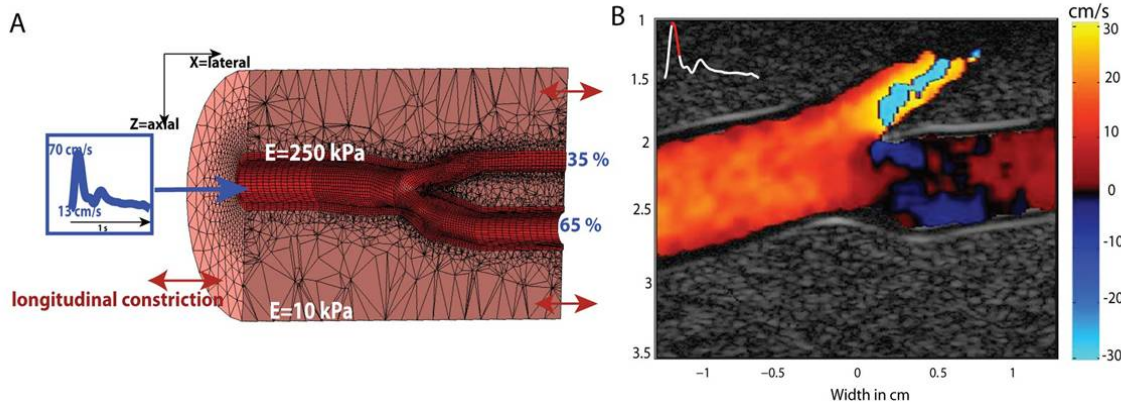 A
X=lateral
Z=axial
70 cm/s
13 cm/s
1 s
E=250 kPa
35 %
65 %
longitudinal constriction
E=10 kPa
B
cm/s
1
1.5
2
2.5
3
3.5
-1
-0.5
0
0.5
1
Width in cm
30
20
10
0
-10
-20
-30